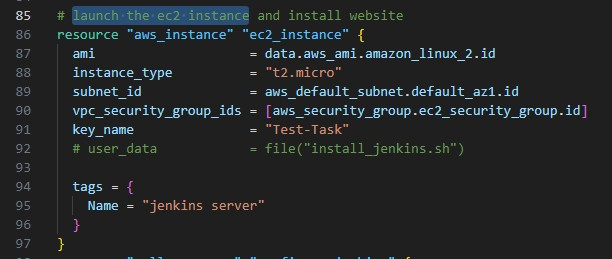 85 # launch the ec2 instance and install website
86 resource "aws_instance" "ec2_instance" {
87 ami = data.aws_ami.amazon_linux_2.id
88 instance_type = "t2.micro"
89 subnet_id = aws_default_subnet.default_az1.id
90 vpc_security_group_ids = [aws_security_group.ec2_security_group.id]
91 key_name = "Test-Task"
92 # user_data = file("install_jenkins.sh")
93
94 tags = {
95 Name = "jenkins server"
96 }
97 }